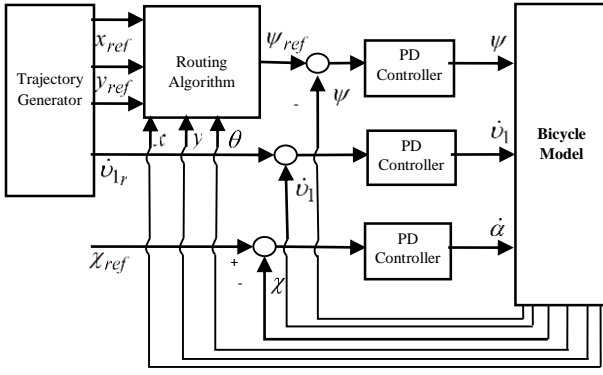 x_ref
y_ref
Trajectory
Generator
Routing
Algorithm
ψ_ref
-
ψ
PD
Controller
ψ
Bicycle
Model
x y θ
υ̇_1r
υ̇_1
PD
Controller
υ̇_1
χ_ref
+
-
χ
PD
Controller
α̇